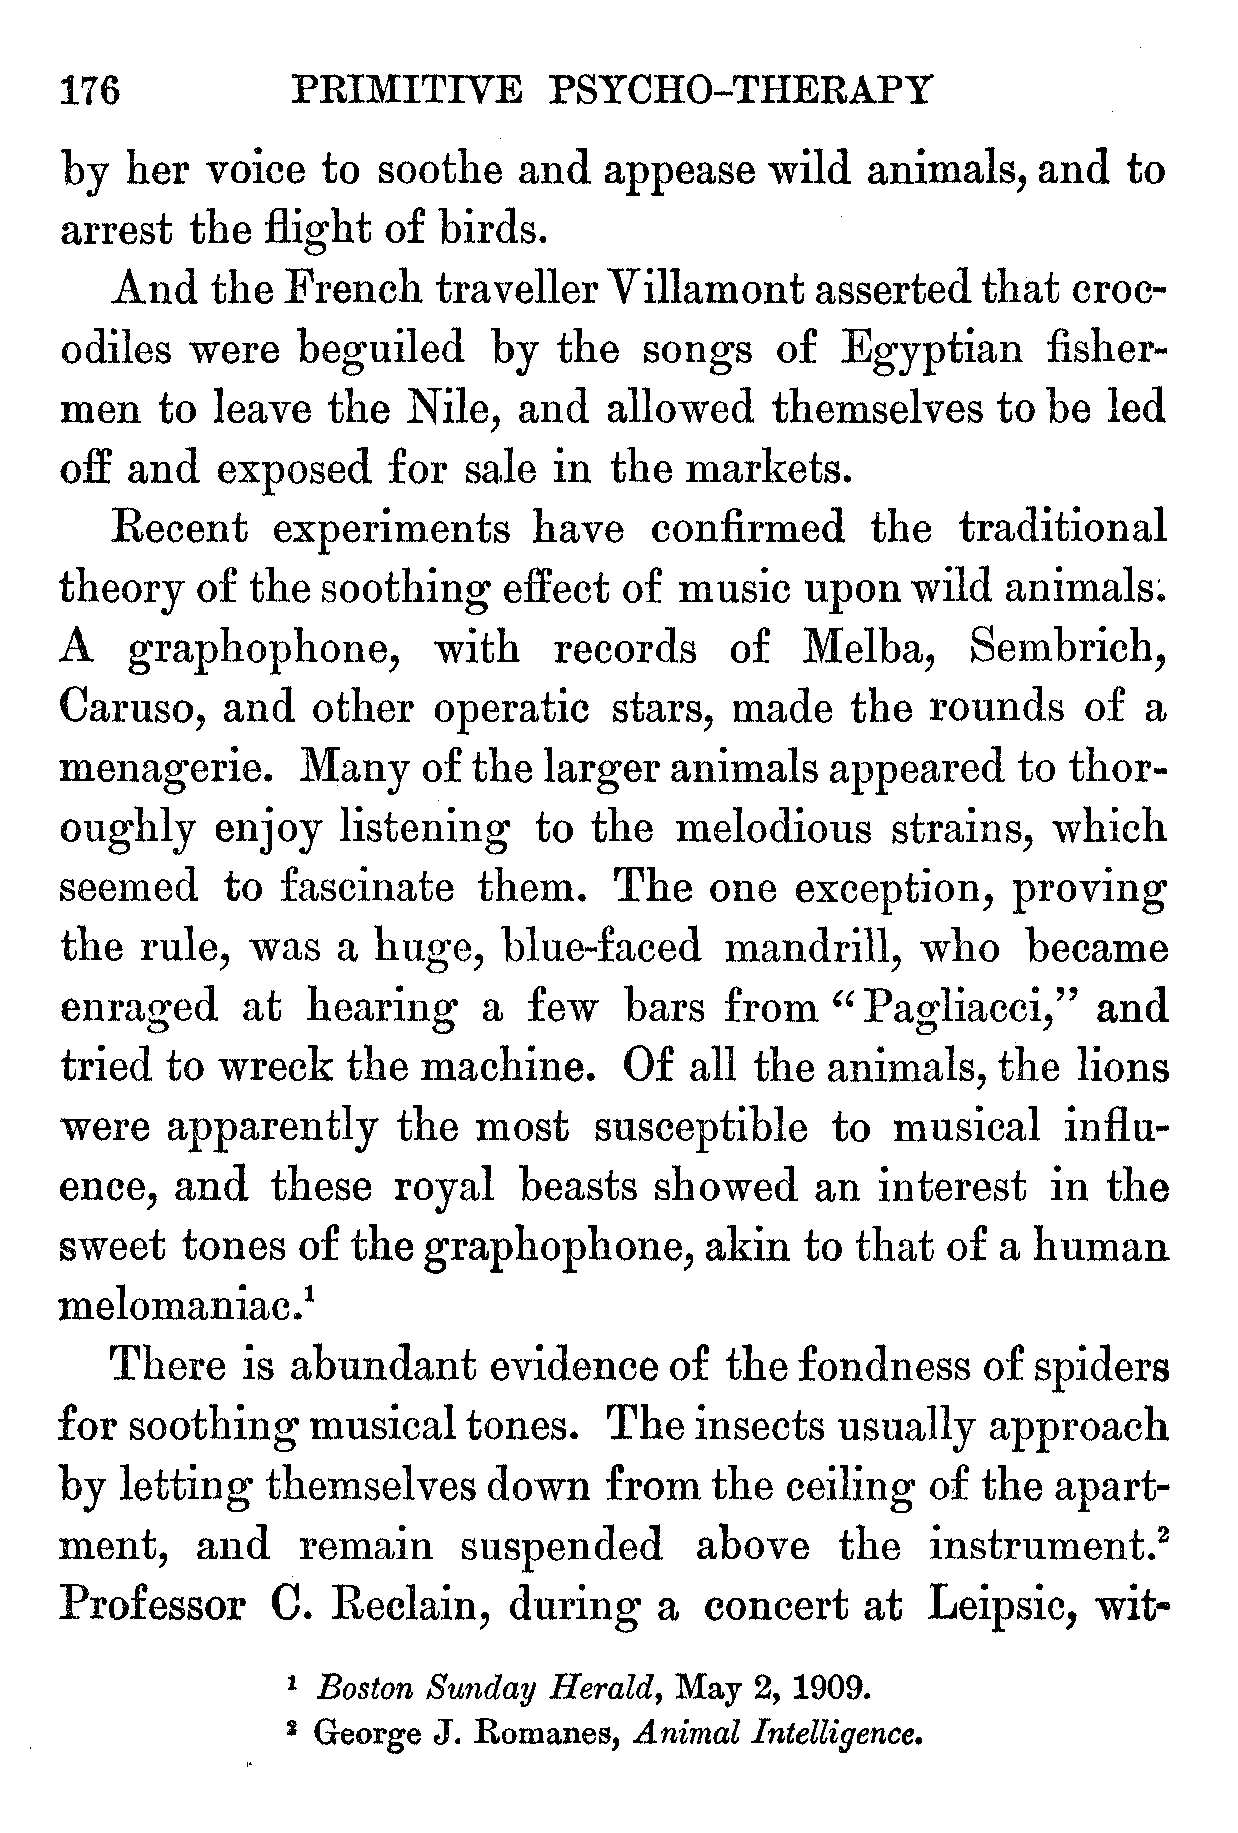 176 PRIMITIVE PSYCHO-THERAPY
by her voice to soothe and appease wild animals, and to
arrest the flight of birds.
And the French traveller Villamont asserted that croc-
odiles were beguiled by the songs of Egyptian fisher-
men to leave the Nile, and allowed themselves to be led
off and exposed for sale in the markets.
Recent experiments have confirmed the traditional
theory of the soothing effect of music upon wild animals.
A graphophone, with records of Melba, Sembrich,
Caruso, and other operatic stars, made the rounds of a
menagerie. Many of the larger animals appeared to thor-
oughly enjoy listening to the melodious strains, which
seemed to fascinate them. The one exception, proving
the rule, was a huge, blue-faced mandrill, who became
enraged at hearing a few bars from “Pagliacci,” and
tried to wreck the machine. Of all the animals, the lions
were apparently the most susceptible to musical influ-
ence, and these royal beasts showed an interest in the
sweet tones of the graphophone, akin to that of a human
melomaniac.¹
There is abundant evidence of the fondness of spiders
for soothing musical tones. The insects usually approach
by letting themselves down from the ceiling of the apart-
ment, and remain suspended above the instrument.²
Professor C. Reclain, during a concert at Leipsic, wit-
¹ Boston Sunday Herald, May 2, 1909.
² George J. Romanes, Animal Intelligence.